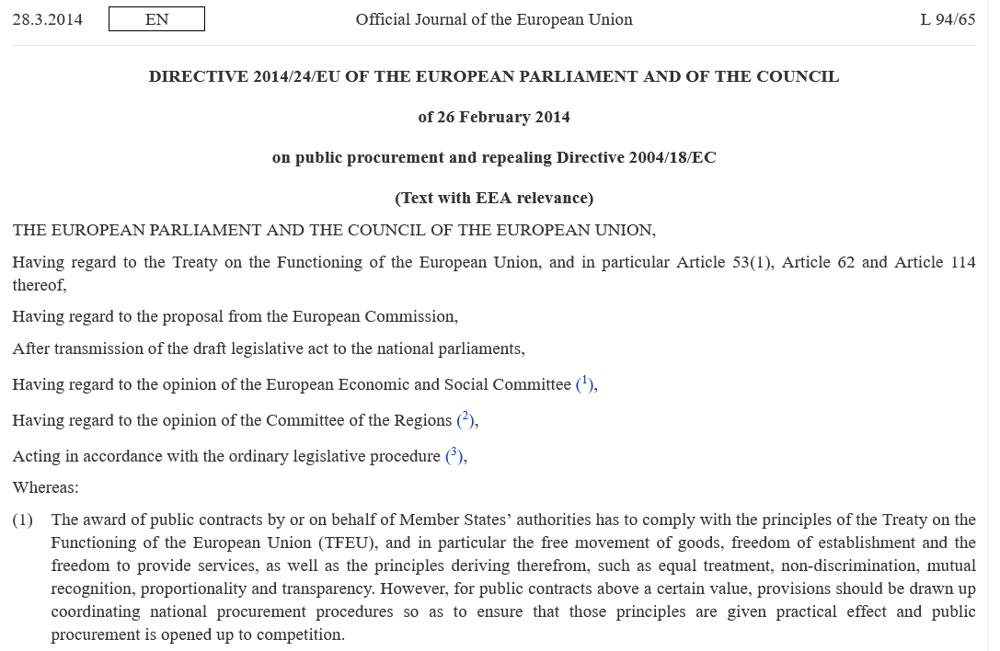 28.3.2014 EN Official Journal of the European Union L 94/65
DIRECTIVE 2014/24/EU OF THE EUROPEAN PARLIAMENT AND OF THE COUNCIL
of 26 February 2014
on public procurement and repealing Directive 2004/18/EC
(Text with EEA relevance)
THE EUROPEAN PARLIAMENT AND THE COUNCIL OF THE EUROPEAN UNION,
Having regard to the Treaty on the Functioning of the European Union, and in particular Article 53(1), Article 62 and Article 114
thereof,
Having regard to the proposal from the European Commission,
After transmission of the draft legislative act to the national parliaments,
Having regard to the opinion of the European Economic and Social Committee (1),
Having regard to the opinion of the Committee of the Regions (2),
Acting in accordance with the ordinary legislative procedure (3),
Whereas:
(1) The award of public contracts by or on behalf of Member States’ authorities has to comply with the principles of the Treaty on the
Functioning of the European Union (TFEU), and in particular the free movement of goods, freedom of establishment and the
freedom to provide services, as well as the principles deriving therefrom, such as equal treatment, non-discrimination, mutual
recognition, proportionality and transparency. However, for public contracts above a certain value, provisions should be drawn up
coordinating national procurement procedures so as to ensure that those principles are given practical effect and public
procurement is opened up to competition.